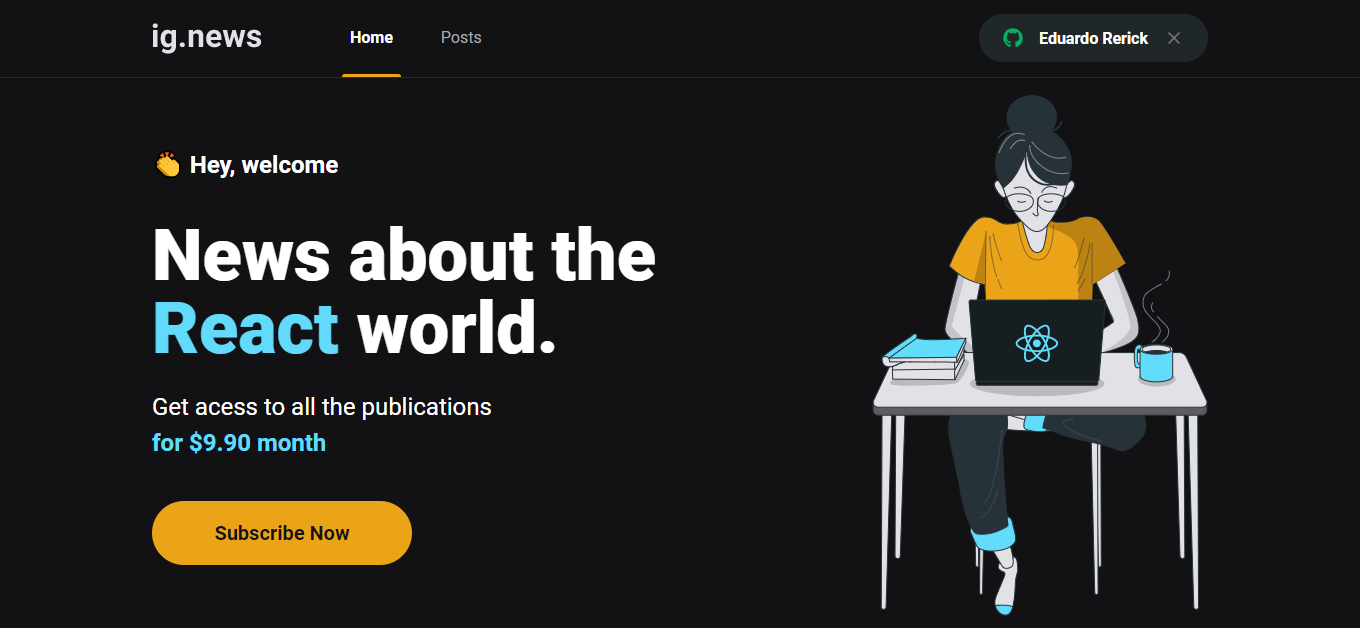 ig.news
Home
Posts
Eduardo Rerick
👏 Hey, welcome
News about the
React world.
Get acess to all the publications
for $9.90 month
Subscribe Now